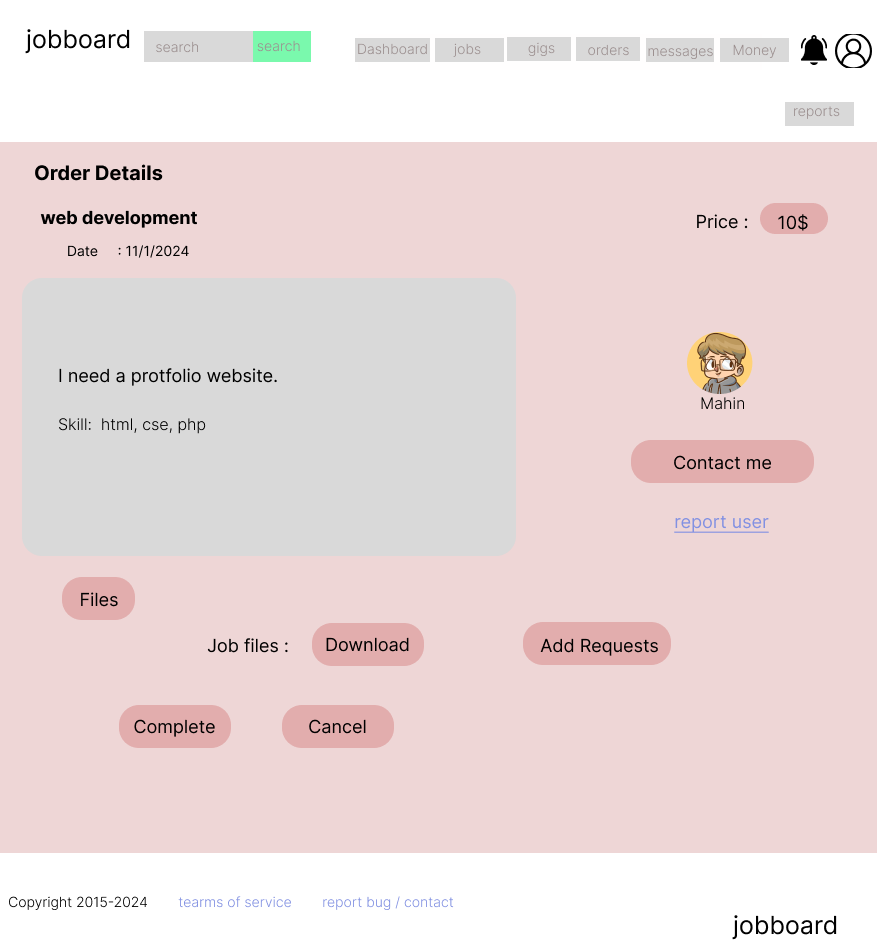 jobboard
search
search
Dashboard
jobs
gigs
orders
messages
Money
reports
Order Details
web development
Price :
10$
Date : 11/1/2024
I need a protfolio website.
Skill: html, cse, php
Mahin
Contact me
report user
Files
Job files :
Download
Add Requests
Complete
Cancel
Copyright 2015-2024
tearms of service
report bug / contact
jobboard